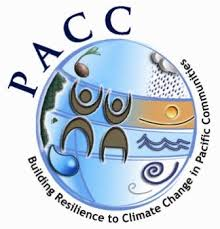 PACC
Building Resilience to Climate Change in Pacific Communities